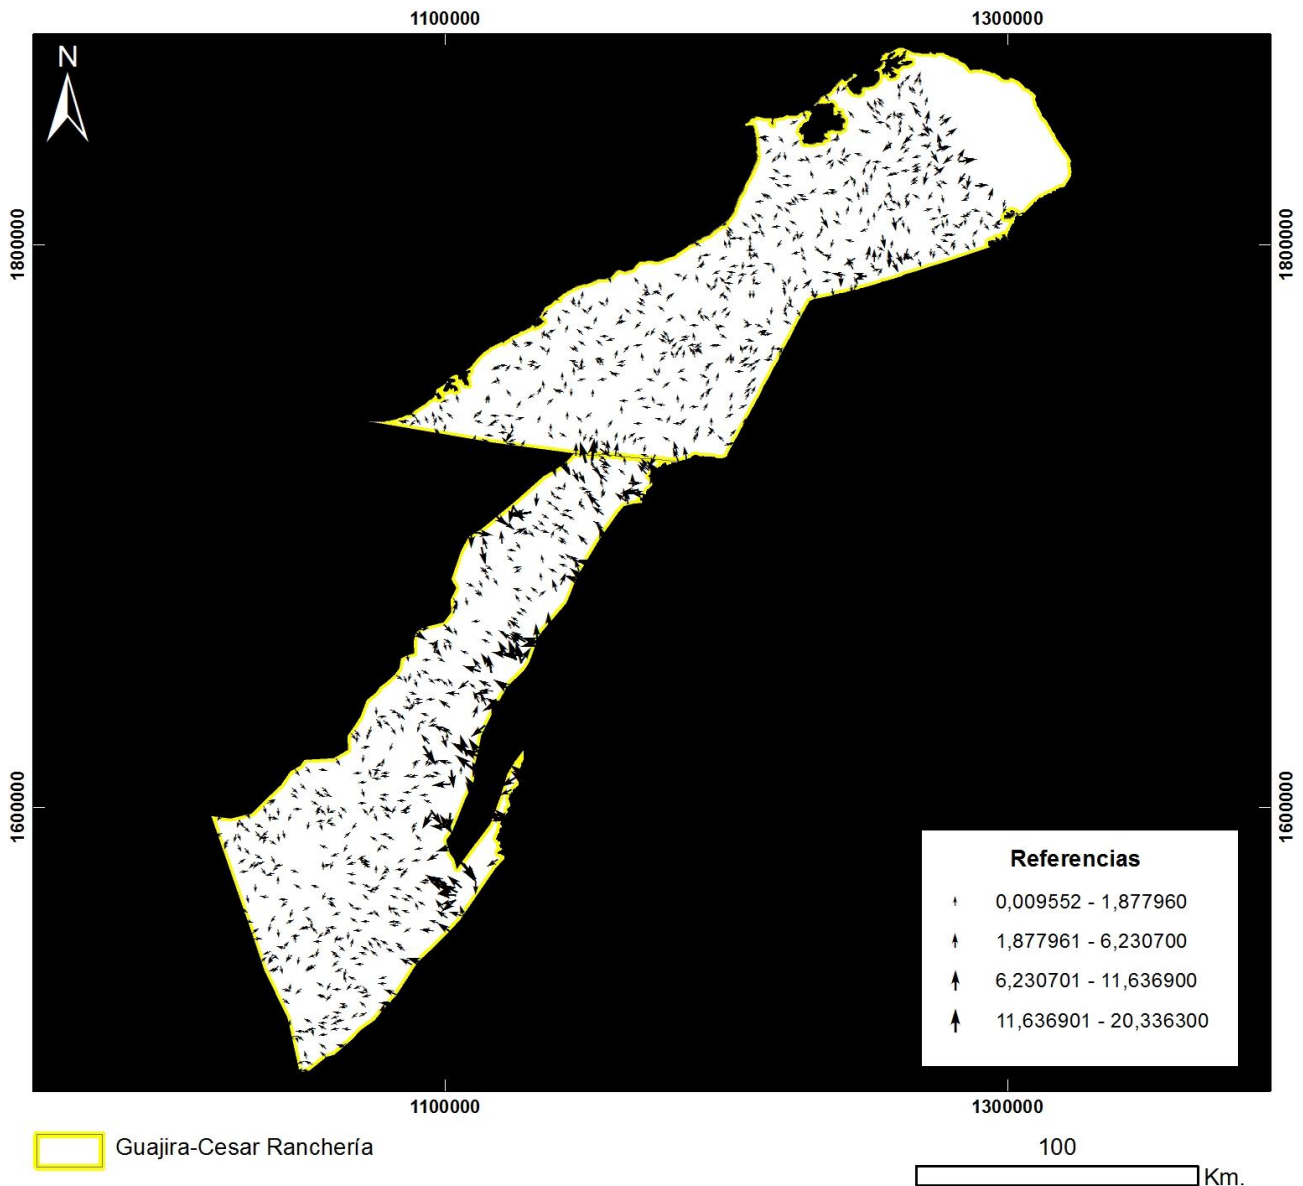 1100000 1300000
N
1800000 1800000
1600000 1600000
Referencias
0,009552 - 1,877960
1,877961 - 6,230700
6,230701 - 11,636900
11,636901 - 20,336300
1100000 1300000
Guajira-Cesar Ranchería
100
Km.